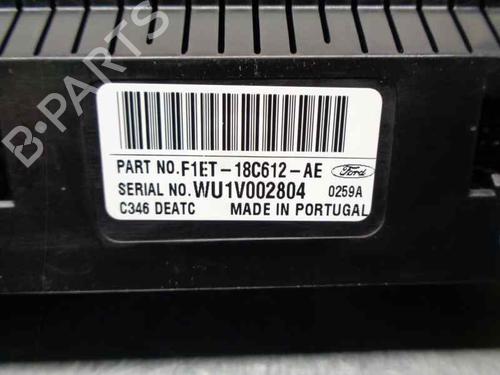 B-PARTS
PART NO.F1ET-18C612-AE Ford
SERIAL NO.WU1V002804 0259A
C346 DEATC MADE IN PORTUGAL